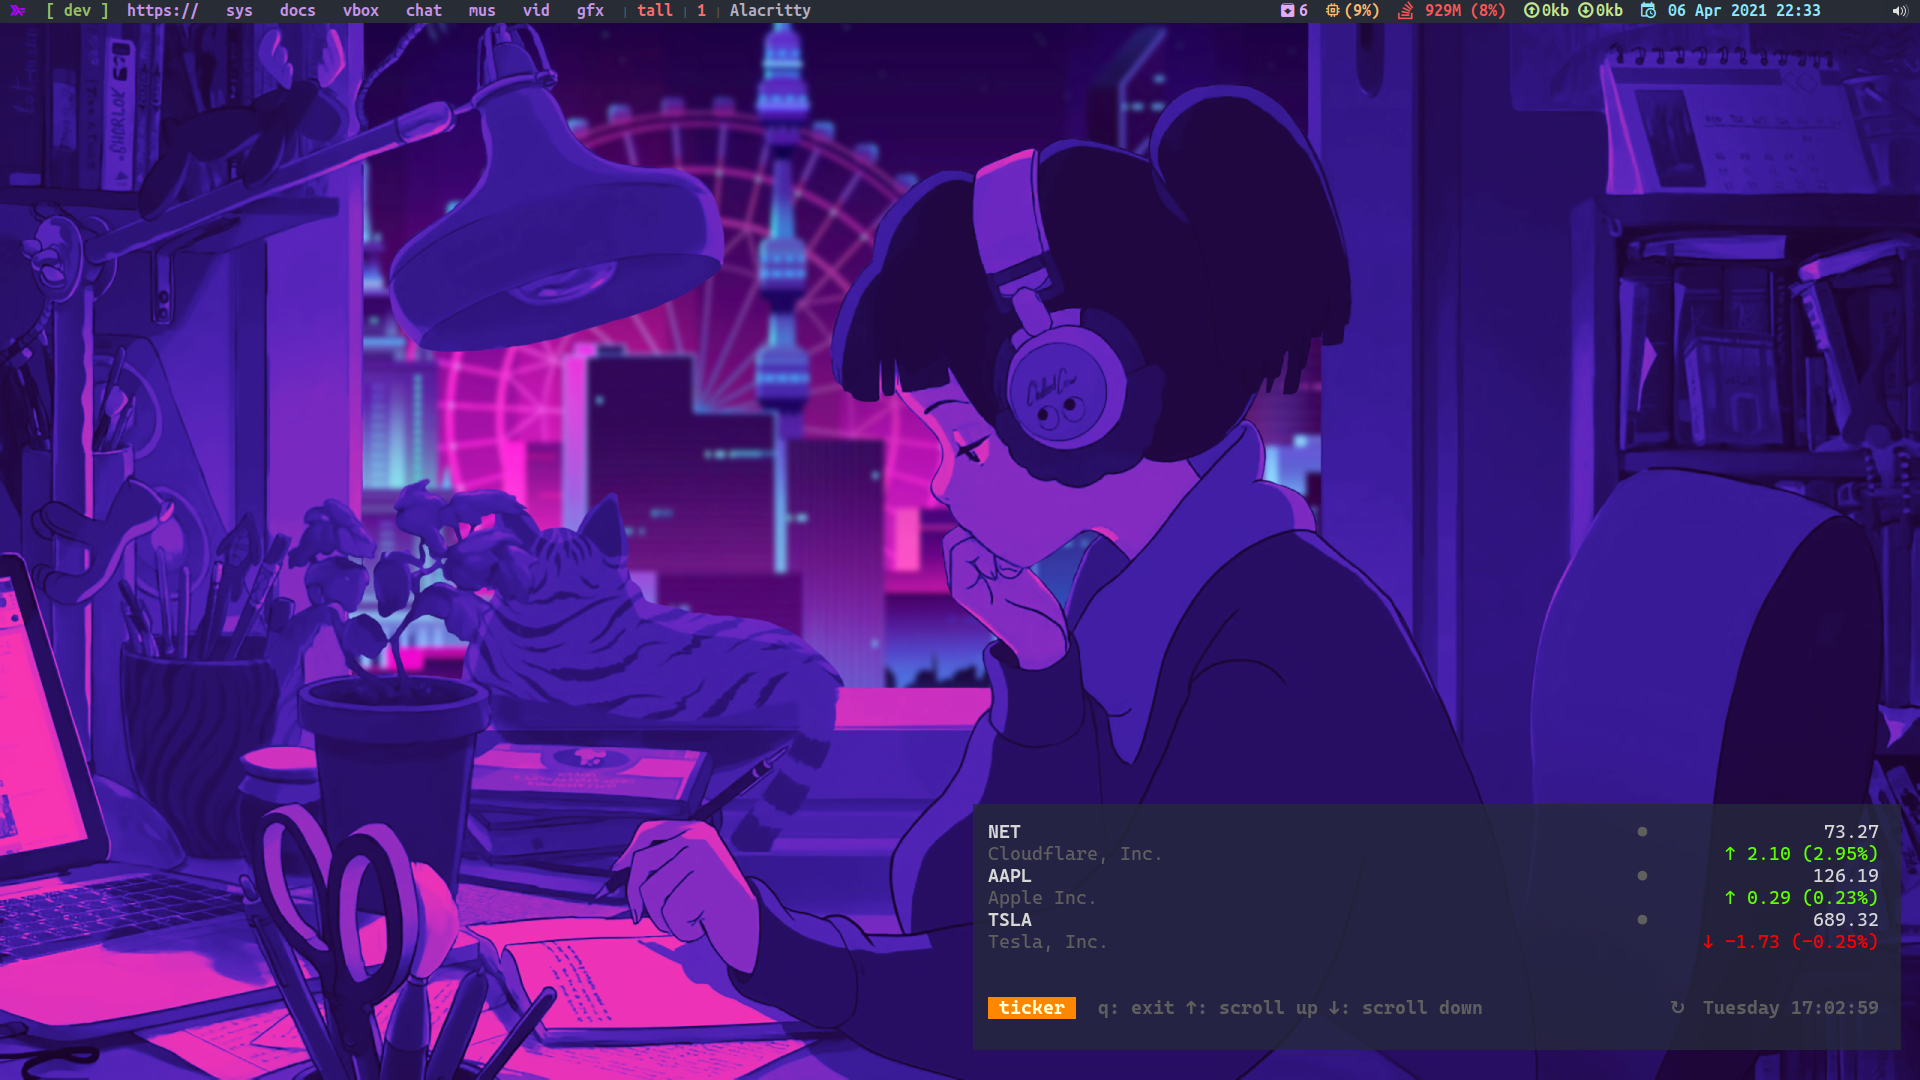 [ dev ] https:// sys docs vbox chat mus vid gfx | tall | 1 | Alacritty 6 (9%) 929M (8%) 0kb 0kb 06 Apr 2021 22:33
NET 73.27
Cloudflare, Inc. ↑ 2.10 (2.95%)
AAPL 126.19
Apple Inc. ↑ 0.29 (0.23%)
TSLA 689.32
Tesla, Inc. ↓ -1.73 (-0.25%)
ticker q: exit ↑: scroll up ↓: scroll down ↻ Tuesday 17:02:59